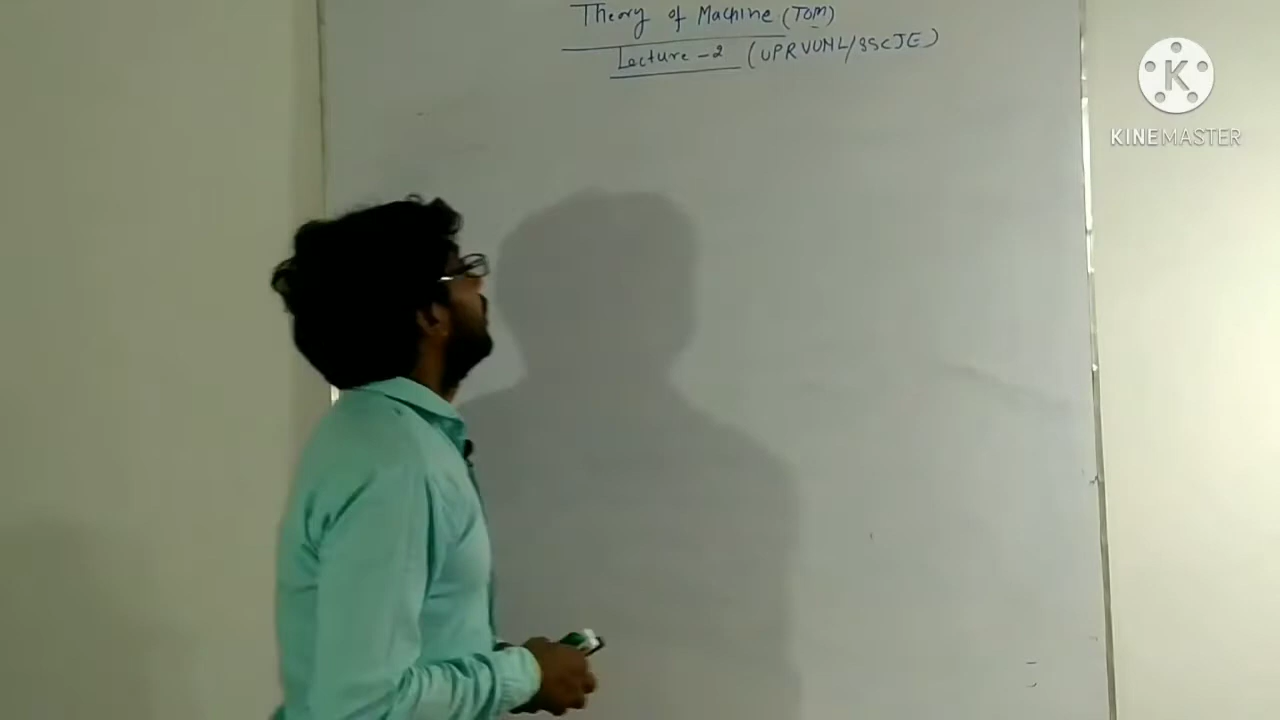 Theory of Machine (TOM)
Lecture - 2 (UPRVUNL/SSCJE)
K
KINEMASTER